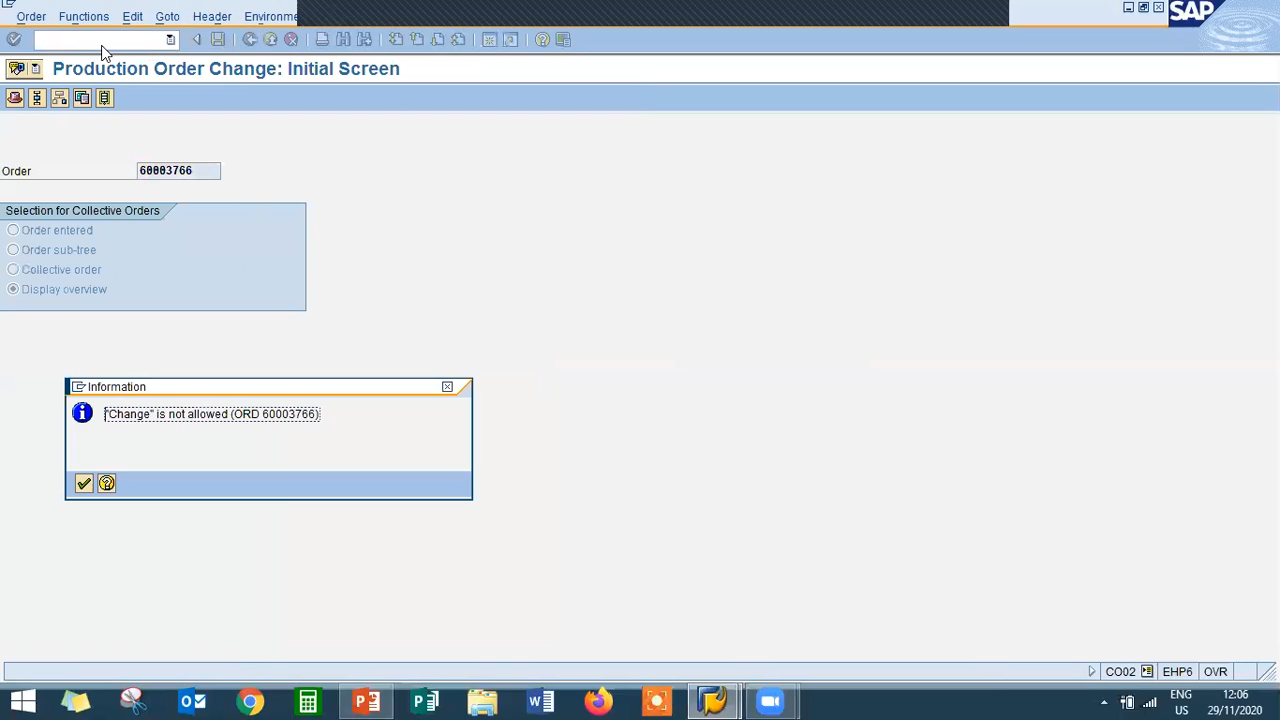 Order Functions Edit Goto Header Environme
SAP
Production Order Change: Initial Screen
Order 60003766
Selection for Collective Orders
Order entered
Order sub-tree
Collective order
Display overview
Information
"Change" is not allowed (ORD 60003766)
CO02 EHP6 OVR
ENG 12:06
US 29/11/2020